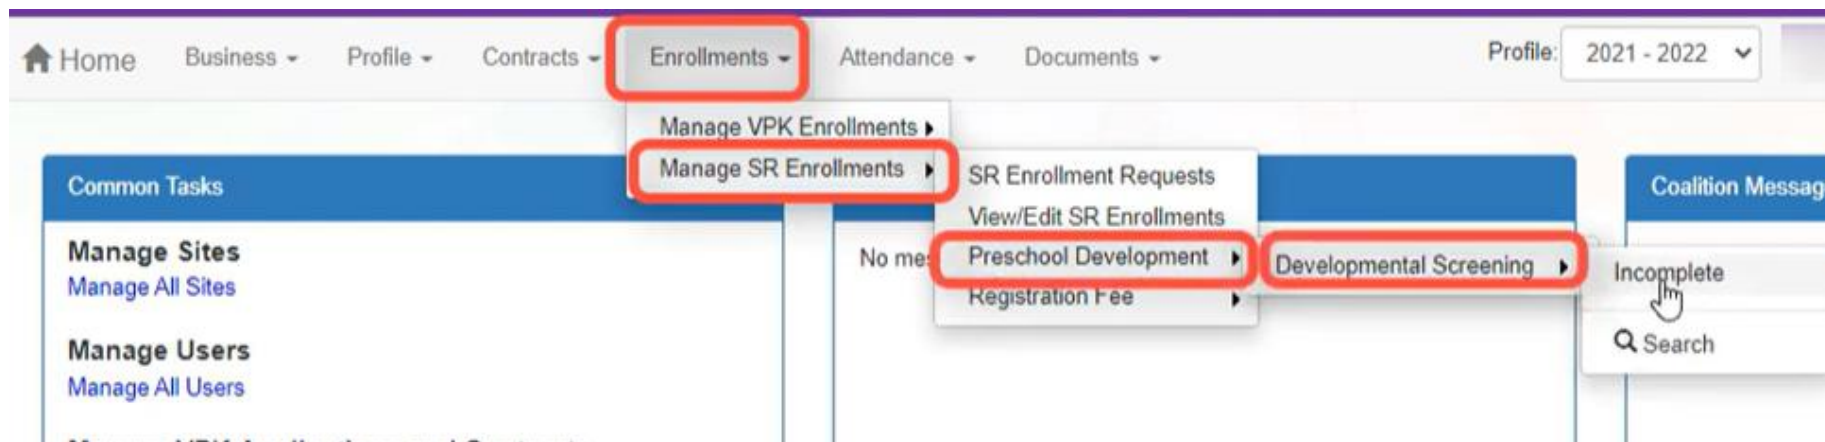 Home Business Profile Contracts Enrollments Attendance Documents Profile: 2021 - 2022
Manage VPK Enrollments
Manage SR Enrollments
SR Enrollment Requests
View/Edit SR Enrollments
Preschool Development
Registration Fee
Developmental Screening
Incomplete
Search
Common Tasks
Manage Sites
Manage All Sites
Manage Users
Manage All Users
No mes
Coalition Messag